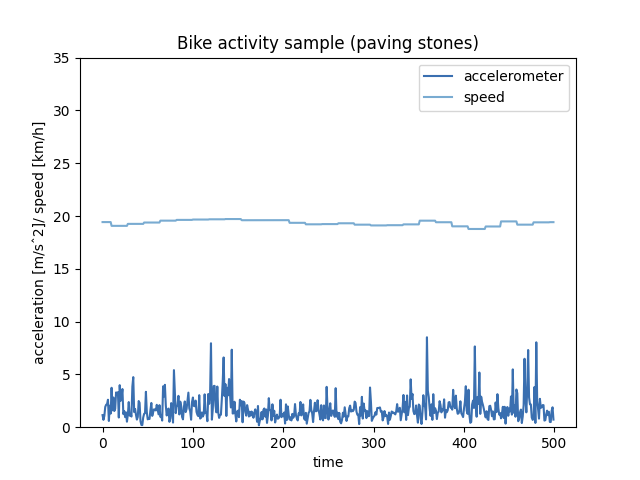 Bike activity sample (paving stones)
accelerometer
speed
acceleration [m/s^2]/ speed [km/h]
35
30
25
20
15
10
5
0
0 100 200 300 400 500
time